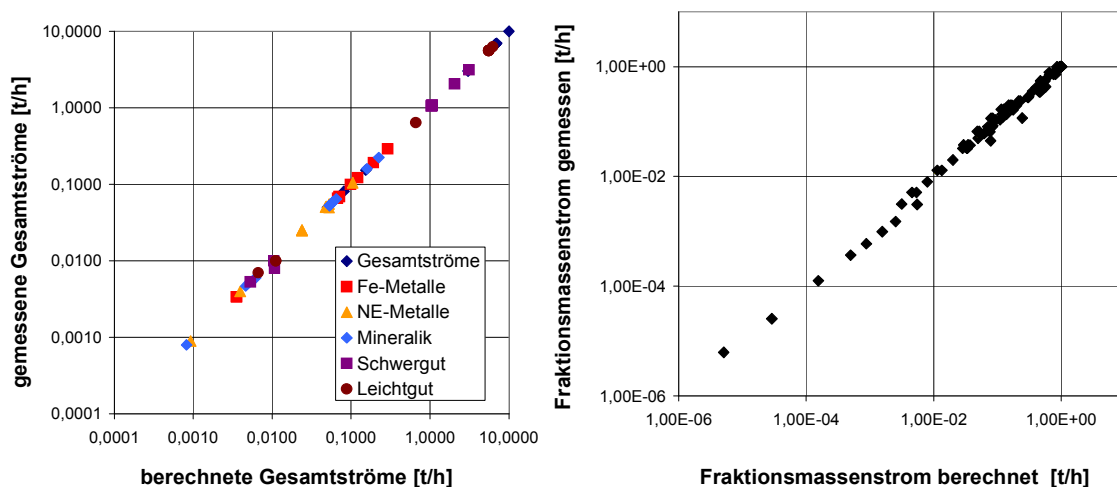 gemessene Gesamtströme [t/h]
10,0000
1,0000
0,1000
0,0100
0,0010
0,0001
0,0001
0,0010
0,0100
0,1000
1,0000
10,0000
berechnete Gesamtströme [t/h]
Gesamtströme
Fe-Metalle
NE-Metalle
Mineralik
Schwergut
Leichtgut
Fraktionsmassenstrom gemessen [t/h]
1,00E+00
1,00E-02
1,00E-04
1,00E-06
1,00E-06
1,00E-04
1,00E-02
1,00E+00
Fraktionsmassenstrom berechnet [t/h]